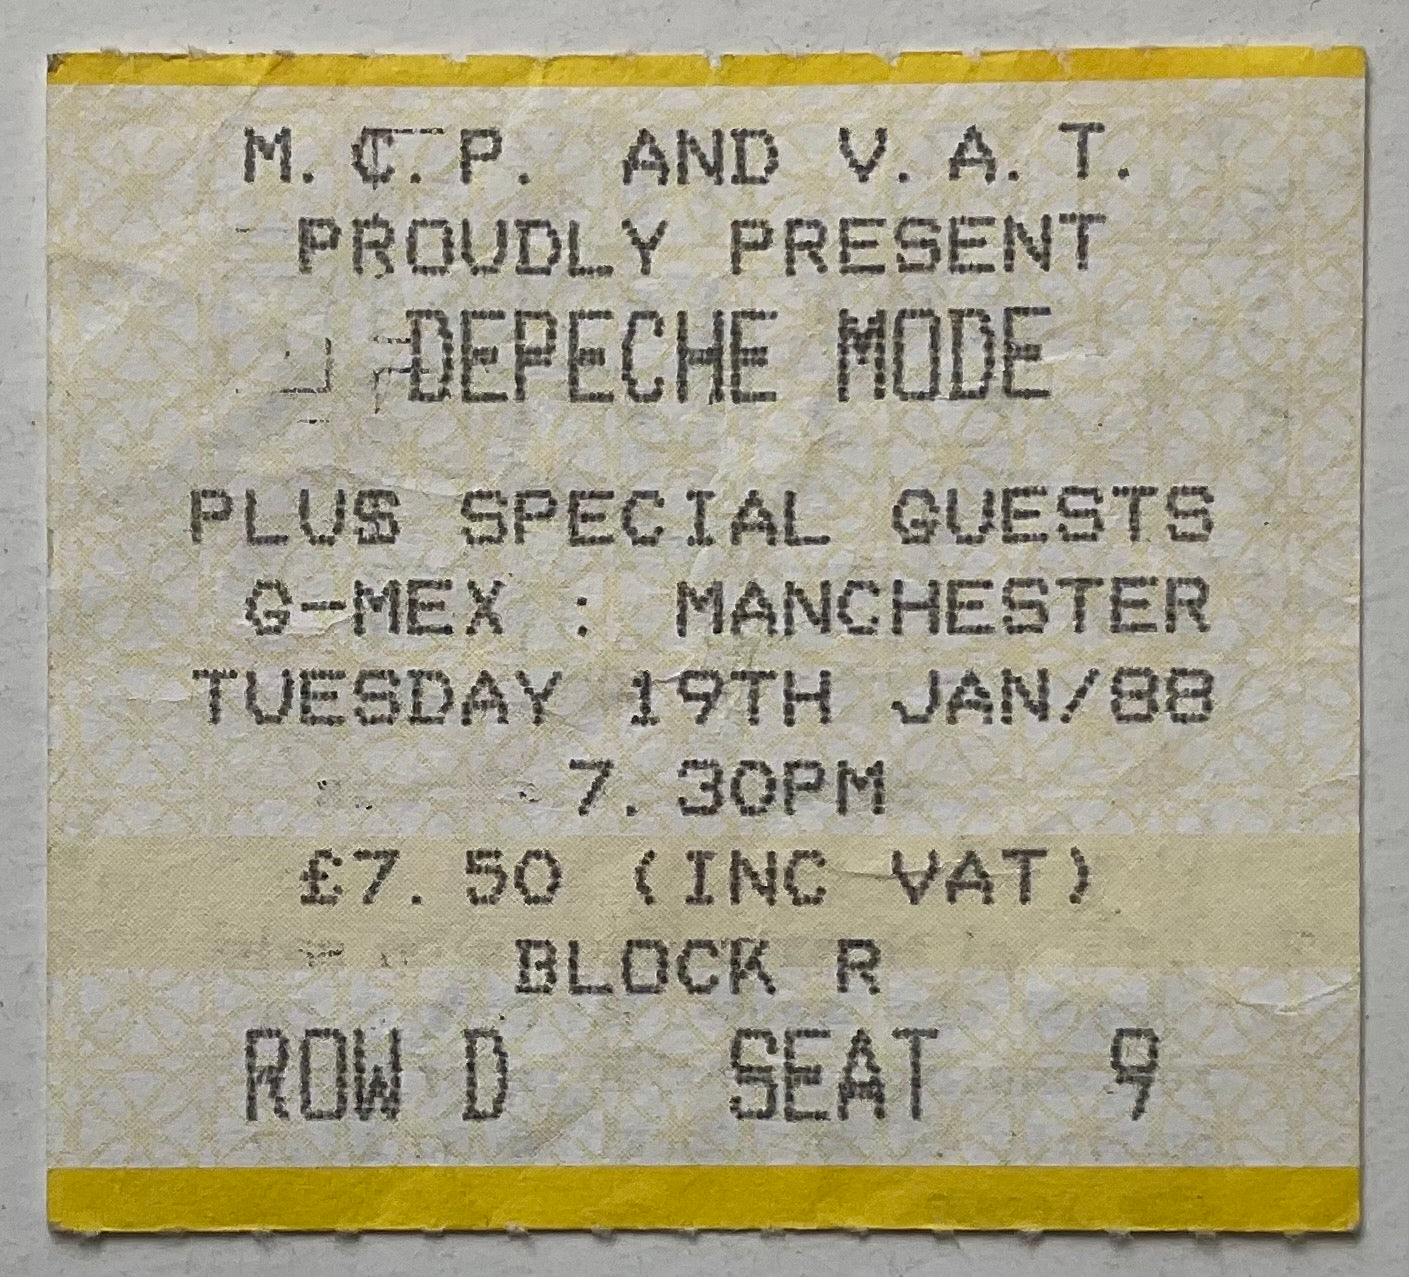 M.C.P. AND V.A.T.
PROUDLY PRESENT
DEPECHE MODE
PLUS SPECIAL GUESTS
G-MEX : MANCHESTER
TUESDAY 19TH JAN/88
7.30PM
£7.50 (INC VAT)
BLOCK R
ROW D SEAT 9